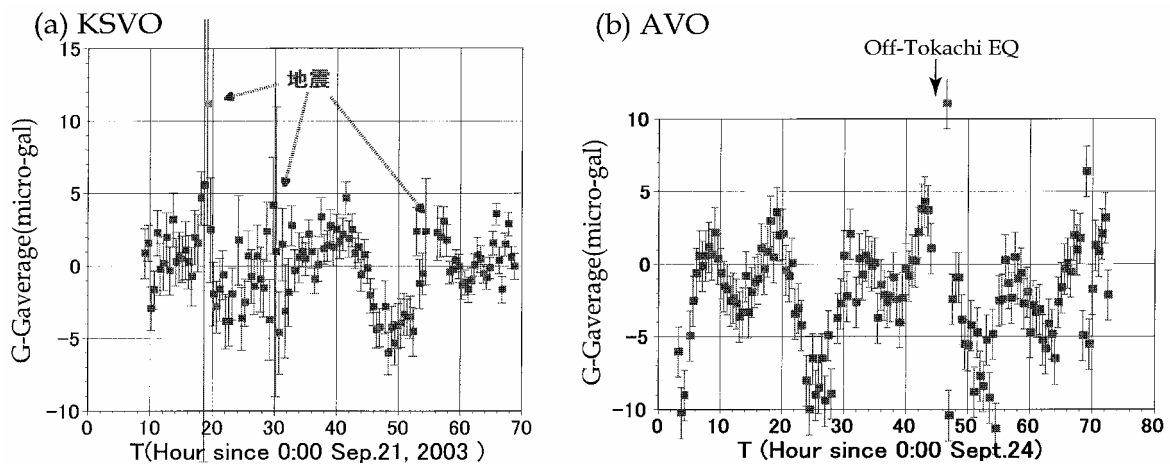 (a) KSVO
15
10
5
0
−5
−10
0 10 20 30 40 50 60 70
G-Gaverage(micro-gal)
T(Hour since 0:00 Sep.21, 2003 )
地震
(b) AVO
Off-Tokachi EQ
10
5
0
-5
-10
0 10 20 30 40 50 60 70 80
G-Gaverage(micro-gal)
T (Hour since 0:00 Sept.24)